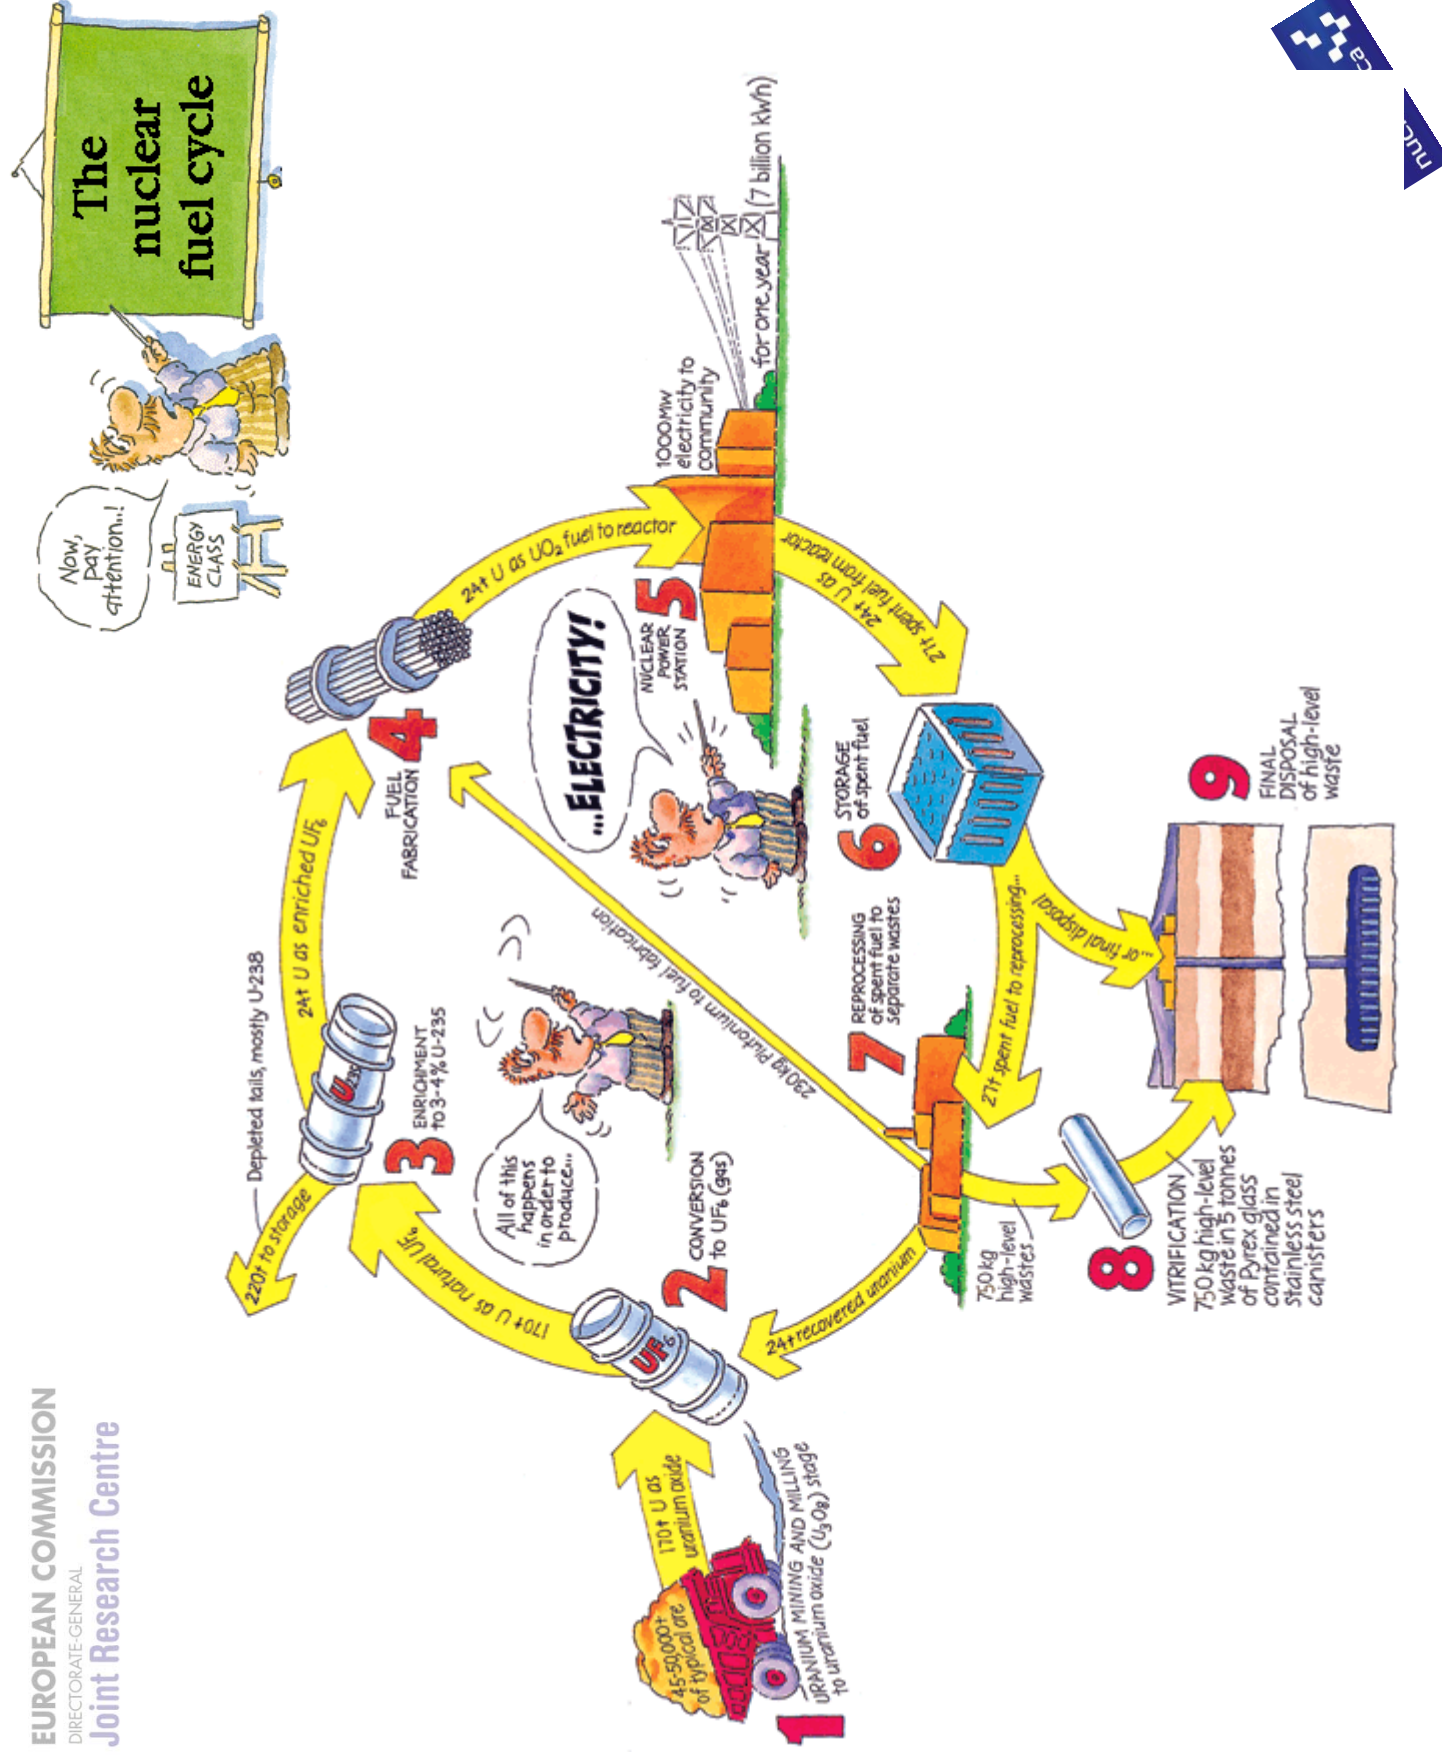 EUROPEAN COMMISSION
DIRECTORATE-GENERAL
Joint Research Centre
Now,
pay
attention..!
ENERGY
CLASS
The
nuclear
fuel cycle
1
45-50,000t
of typical ore
URANIUM MINING AND MILLING
to uranium oxide (U3O8) stage
170t U as
uranium oxide
UF6
2
CONVERSION
to UF6 (gas)
170t U as natural UF6
U235
3
ENRICHMENT
to 3-4% U-235
220t to storage
Depleted tails, mostly U-238
24t U as enriched UF6
4
FUEL
FABRICATION
24t U as UO2 fuel to reactor
All of this
happens
in order to
produce...
...ELECTRICITY!
5
NUCLEAR
POWER
STATION
1000MW
electricity to
community
for one year (7 billion kWh)
24t U as
27t spent fuel from reactor
6
STORAGE
of spent fuel
27t spent fuel to reprocessing...
...or final disposal
7
REPROCESSING
of spent fuel to
separate wastes
230kg Plutonium to fuel fabrication
24t recovered uranium
750kg
high-level
wastes
8
VITRIFICATION
750kg high-level
waste in 5 tonnes
of Pyrex glass
contained in
Stainless steel
canisters
9
FINAL
DISPOSAL
of high-level
waste